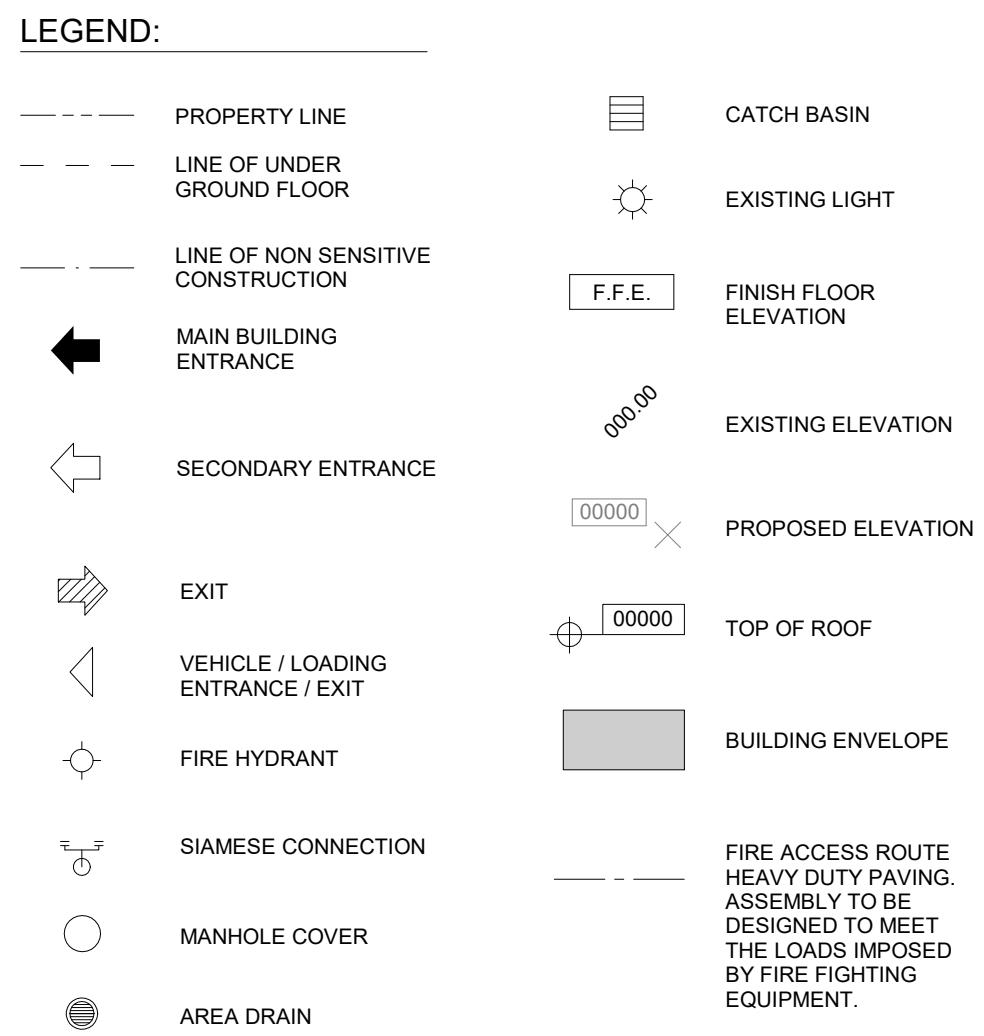 LEGEND:
PROPERTY LINE
LINE OF UNDER
GROUND FLOOR
LINE OF NON SENSITIVE
CONSTRUCTION
MAIN BUILDING
ENTRANCE
SECONDARY ENTRANCE
EXIT
VEHICLE / LOADING
ENTRANCE / EXIT
FIRE HYDRANT
SIAMESE CONNECTION
MANHOLE COVER
AREA DRAIN
CATCH BASIN
EXISTING LIGHT
F.F.E.
FINISH FLOOR
ELEVATION
000.00
EXISTING ELEVATION
00000
PROPOSED ELEVATION
00000
TOP OF ROOF
BUILDING ENVELOPE
FIRE ACCESS ROUTE
HEAVY DUTY PAVING.
ASSEMBLY TO BE
DESIGNED TO MEET
THE LOADS IMPOSED
BY FIRE FIGHTING
EQUIPMENT.